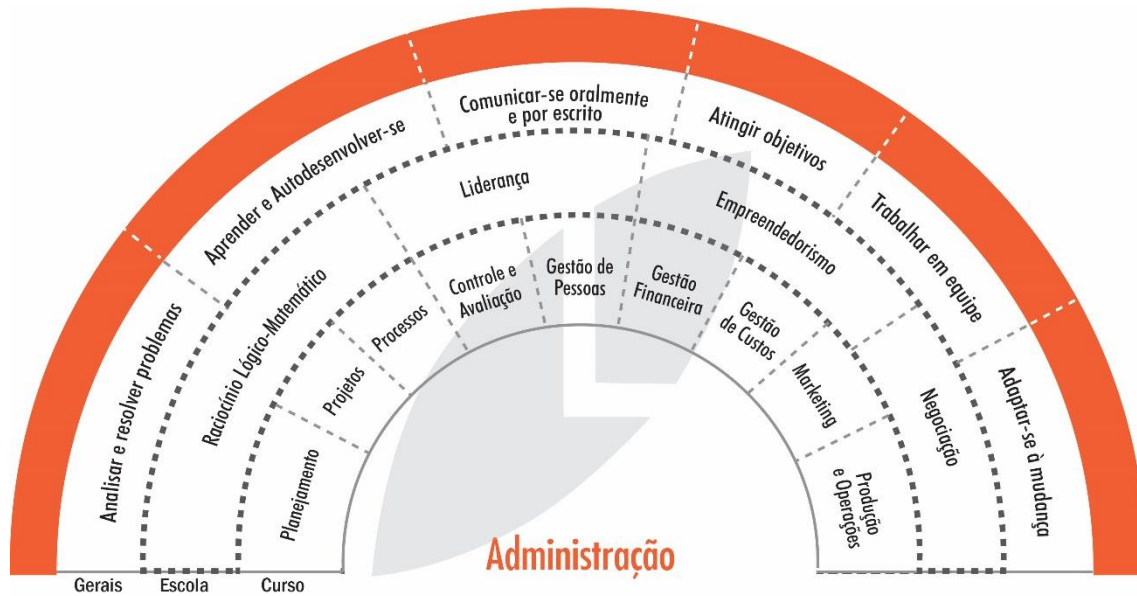 Analisar e resolver problemas
Aprender e Autodesenvolver-se
Comunicar-se oralmente
e por escrito
Atingir objetivos
Trabalhar em equipe
Adaptar-se à mudança
Raciocínio Lógico-Matemático
Liderança
Empreendedorismo
Negociação
Planejamento
Projetos
Processos
Controle e
Avaliação
Gestão de
Pessoas
Gestão
Financeira
Gestão
de Custos
Marketing
Produção
e Operações
Administração
Gerais
Escola
Curso